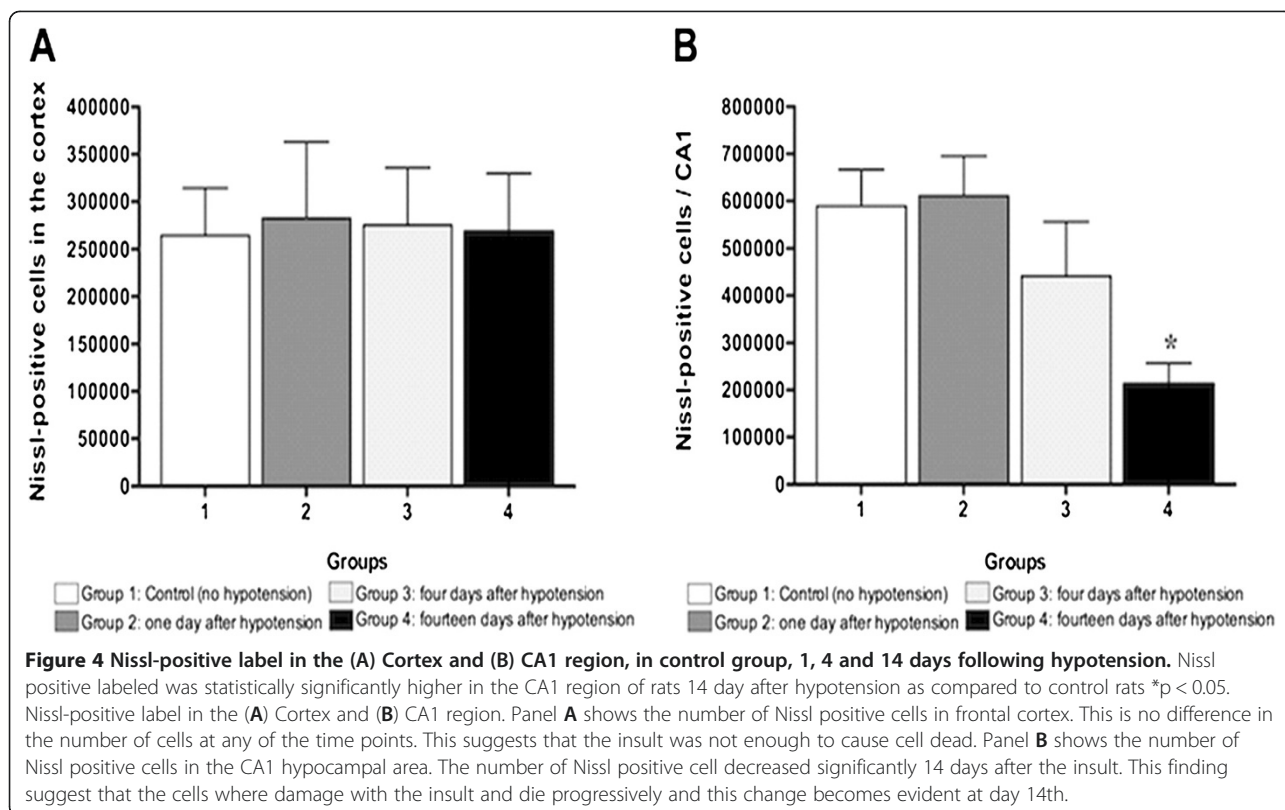 A
Nissl-positive cells in the cortex
400000
350000
300000
250000
200000
150000
100000
50000
0
1 2 3 4
Groups
Group 1: Control (no hypotension) Group 3: four days after hypotension
Group 2: one day after hypotension Group 4: fourteen days after hypotension
B
Nissl-positive cells / CA1
800000
700000
600000
500000
400000
300000
200000
100000
0
*
1 2 3 4
Groups
Group 1: Control (no hypotension) Group 3: four days after hypotension
Group 2: one day after hypotension Group 4: fourteen days after hypotension
Figure 4 Nissl-positive label in the (A) Cortex and (B) CA1 region, in control group, 1, 4 and 14 days following hypotension. Nissl
positive labeled was statistically significantly higher in the CA1 region of rats 14 day after hypotension as compared to control rats *p < 0.05.
Nissl-positive label in the (A) Cortex and (B) CA1 region. Panel A shows the number of Nissl positive cells in frontal cortex. This is no difference in
the number of cells at any of the time points. This suggests that the insult was not enough to cause cell dead. Panel B shows the number of
Nissl positive cells in the CA1 hypocampal area. The number of Nissl positive cell decreased significantly 14 days after the insult. This finding
suggest that the cells where damage with the insult and die progressively and this change becomes evident at day 14th.